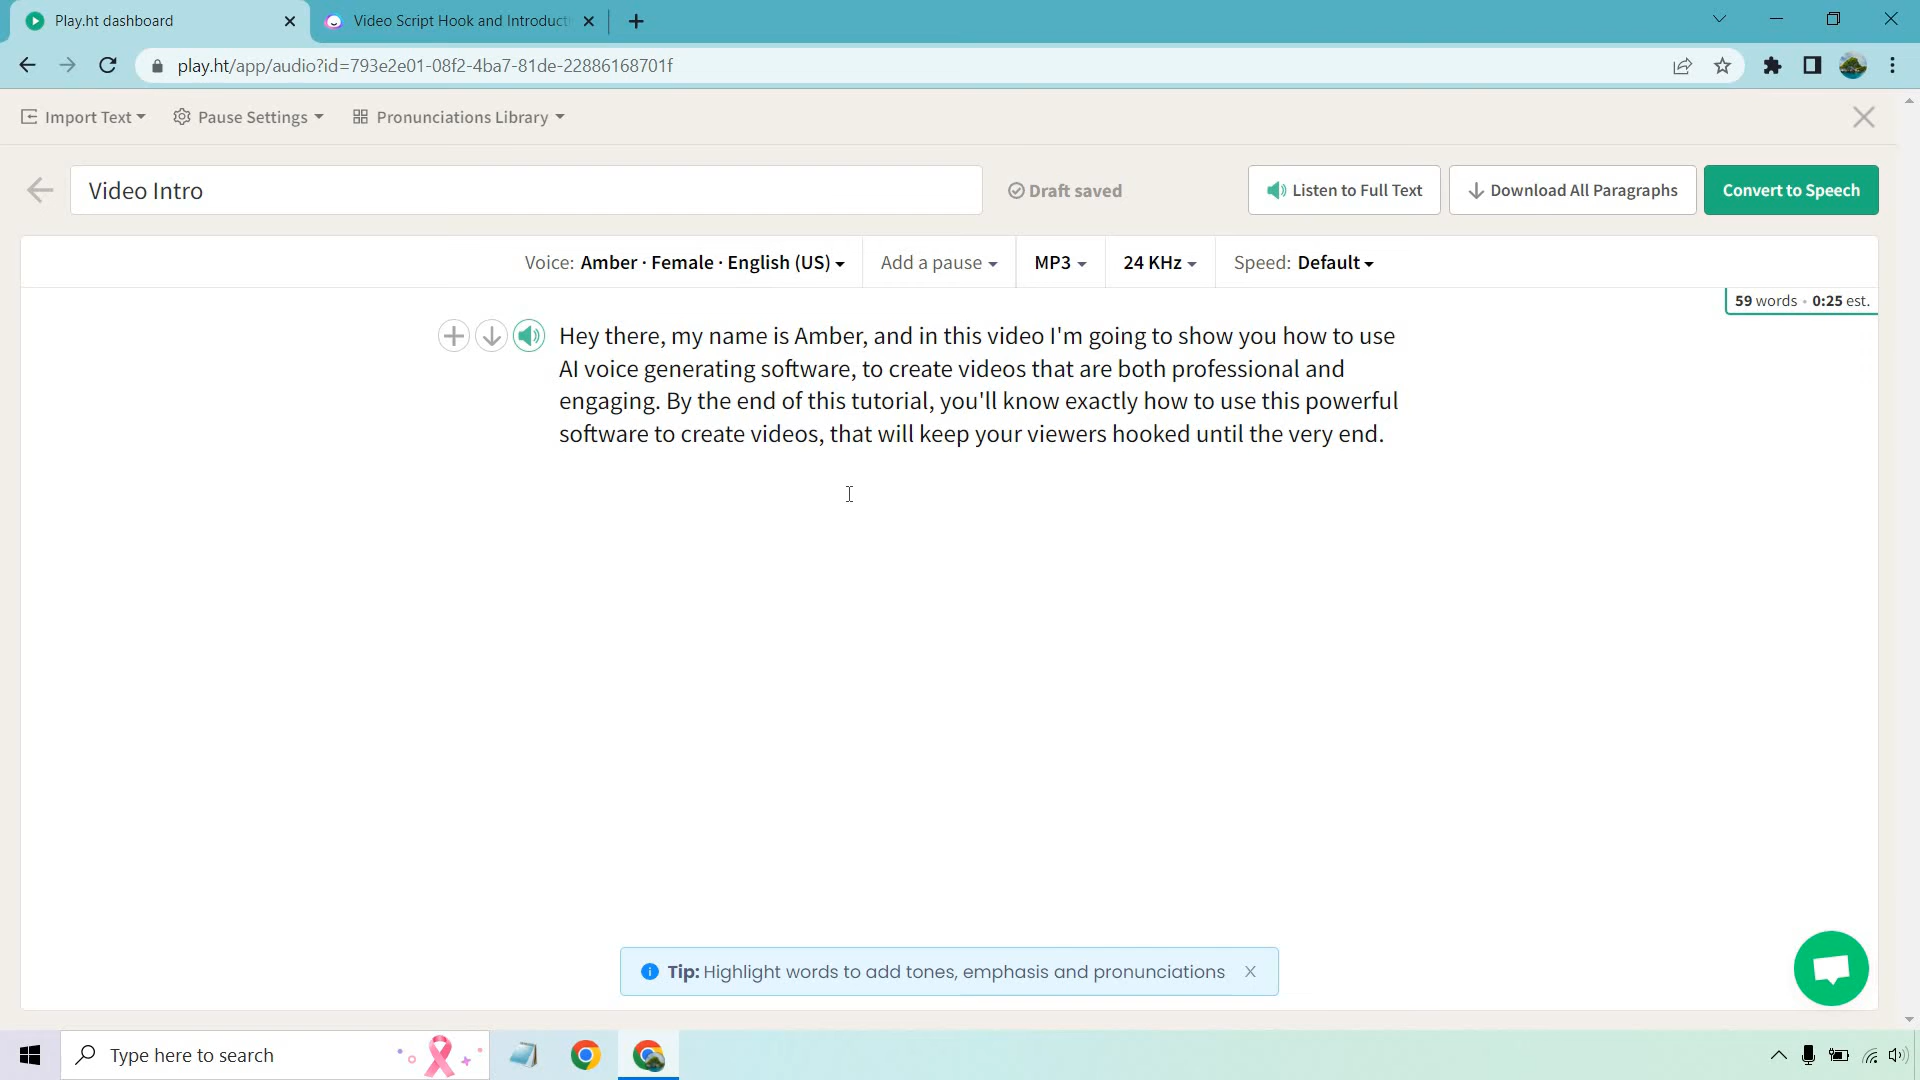 Play.ht dashboard
Video Script Hook and Introduct
play.ht/app/audio?id=793e2e01-08f2-4ba7-81de-22886168701f
Import Text
Pause Settings
Pronunciations Library
Video Intro
Draft saved
Listen to Full Text
Download All Paragraphs
Convert to Speech
Voice: Amber · Female · English (US)
Add a pause
MP3
24 KHz
Speed: Default
59 words · 0:25 est.
Hey there, my name is Amber, and in this video I'm going to show you how to use
AI voice generating software, to create videos that are both professional and
engaging. By the end of this tutorial, you'll know exactly how to use this powerful
software to create videos, that will keep your viewers hooked until the very end.
Tip: Highlight words to add tones, emphasis and pronunciations
Type here to search